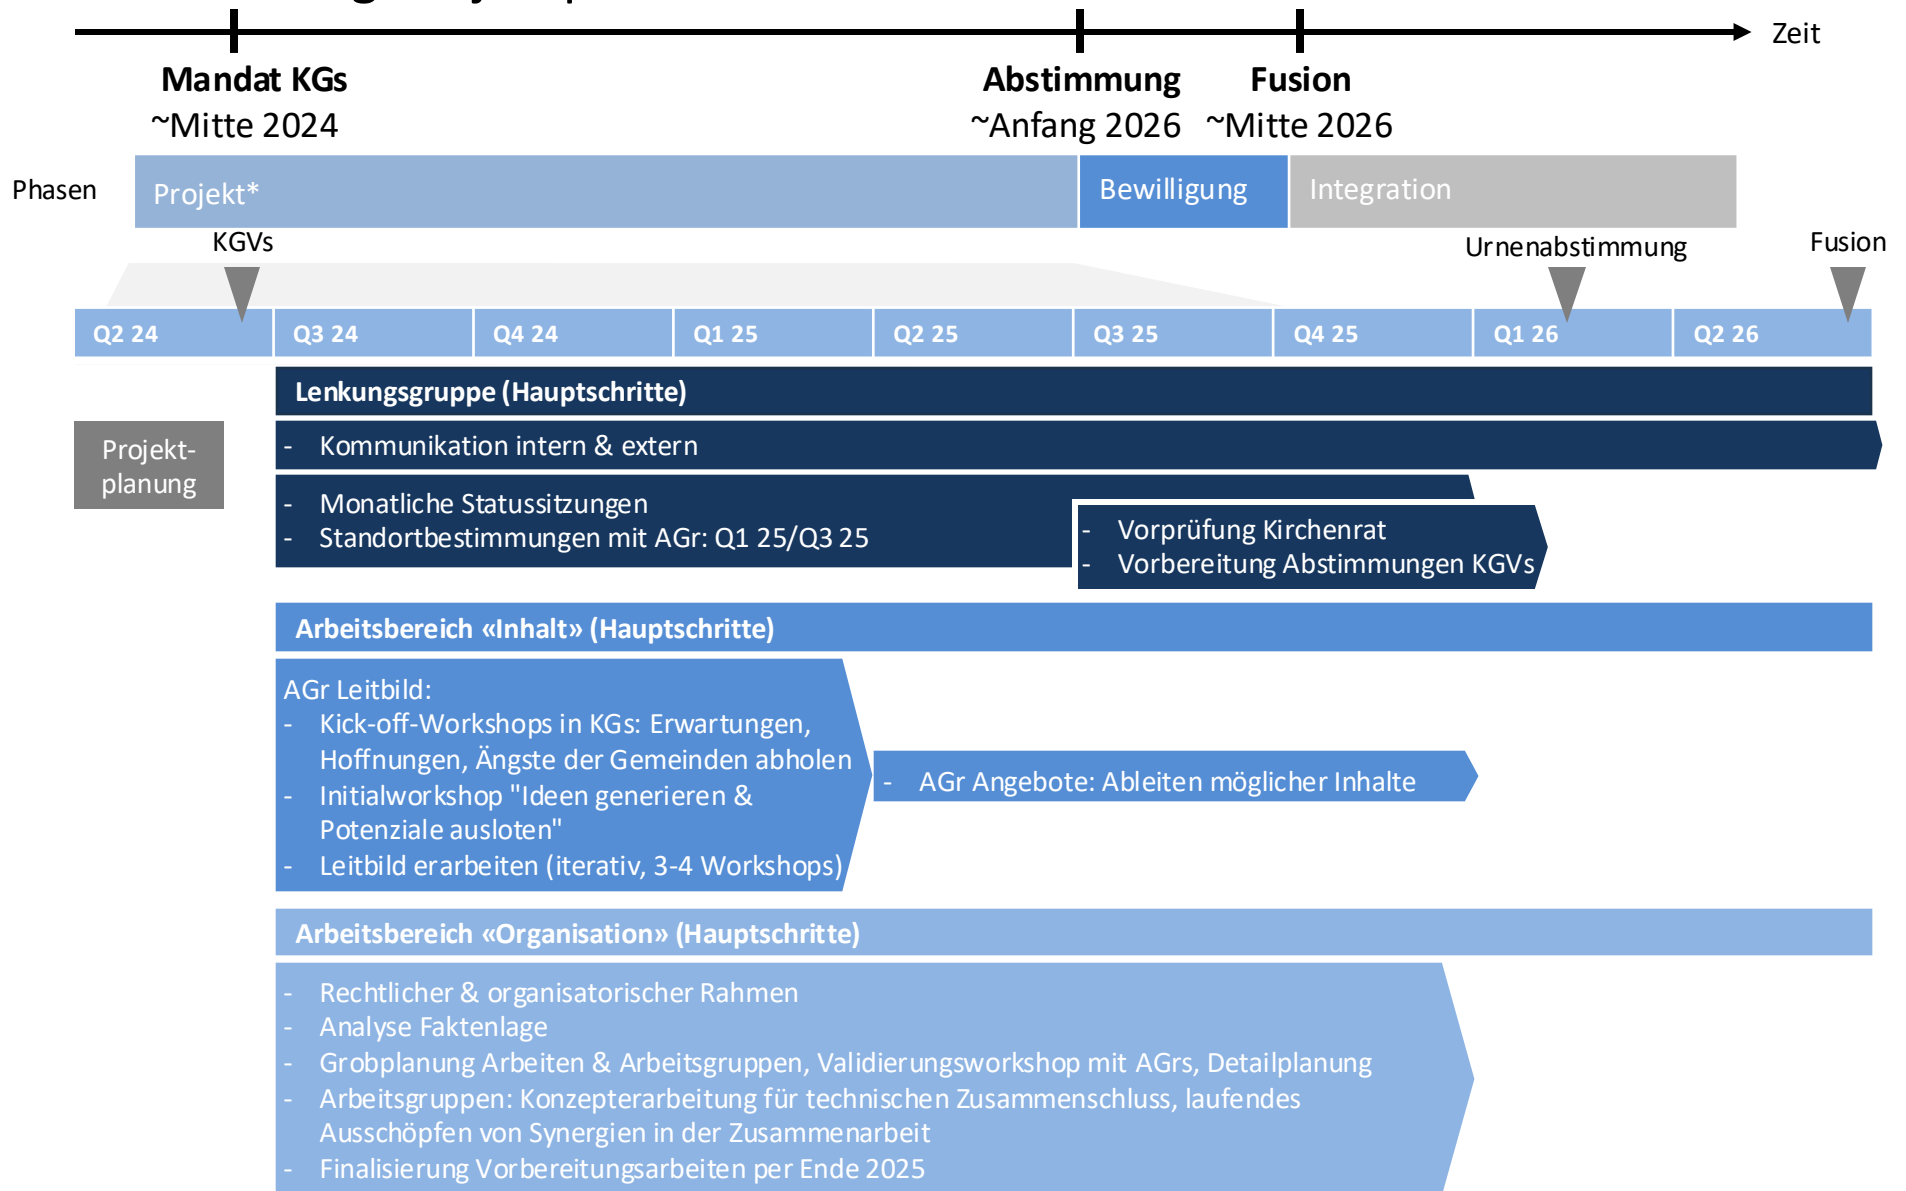 Zeit
Mandat KGs
~Mitte 2024
Abstimmung
~Anfang 2026
Fusion
~Mitte 2026
Phasen
Projekt*
Bewilligung
Integration
KGVs
Urnenabstimmung
Fusion
Q2 24
Q3 24
Q4 24
Q1 25
Q2 25
Q3 25
Q4 25
Q1 26
Q2 26
Lenkungsgruppe (Hauptschritte)
Projekt-
planung
- Kommunikation intern & extern
- Monatliche Statussitzungen
- Standortbestimmungen mit AGr: Q1 25/Q3 25
- Vorprüfung Kirchenrat
- Vorbereitung Abstimmungen KGVs
Arbeitsbereich «Inhalt» (Hauptschritte)
AGr Leitbild:
- Kick-off-Workshops in KGs: Erwartungen,
Hoffnungen, Ängste der Gemeinden abholen
- Initialworkshop "Ideen generieren &
Potenziale ausloten"
- Leitbild erarbeiten (iterativ, 3-4 Workshops)
- AGr Angebote: Ableiten möglicher Inhalte
Arbeitsbereich «Organisation» (Hauptschritte)
- Rechtlicher & organisatorischer Rahmen
- Analyse Faktenlage
- Grobplanung Arbeiten & Arbeitsgruppen, Validierungsworkshop mit AGrs, Detailplanung
- Arbeitsgruppen: Konzepterarbeitung für technischen Zusammenschluss, laufendes
Ausschöpfen von Synergien in der Zusammenarbeit
- Finalisierung Vorbereitungsarbeiten per Ende 2025